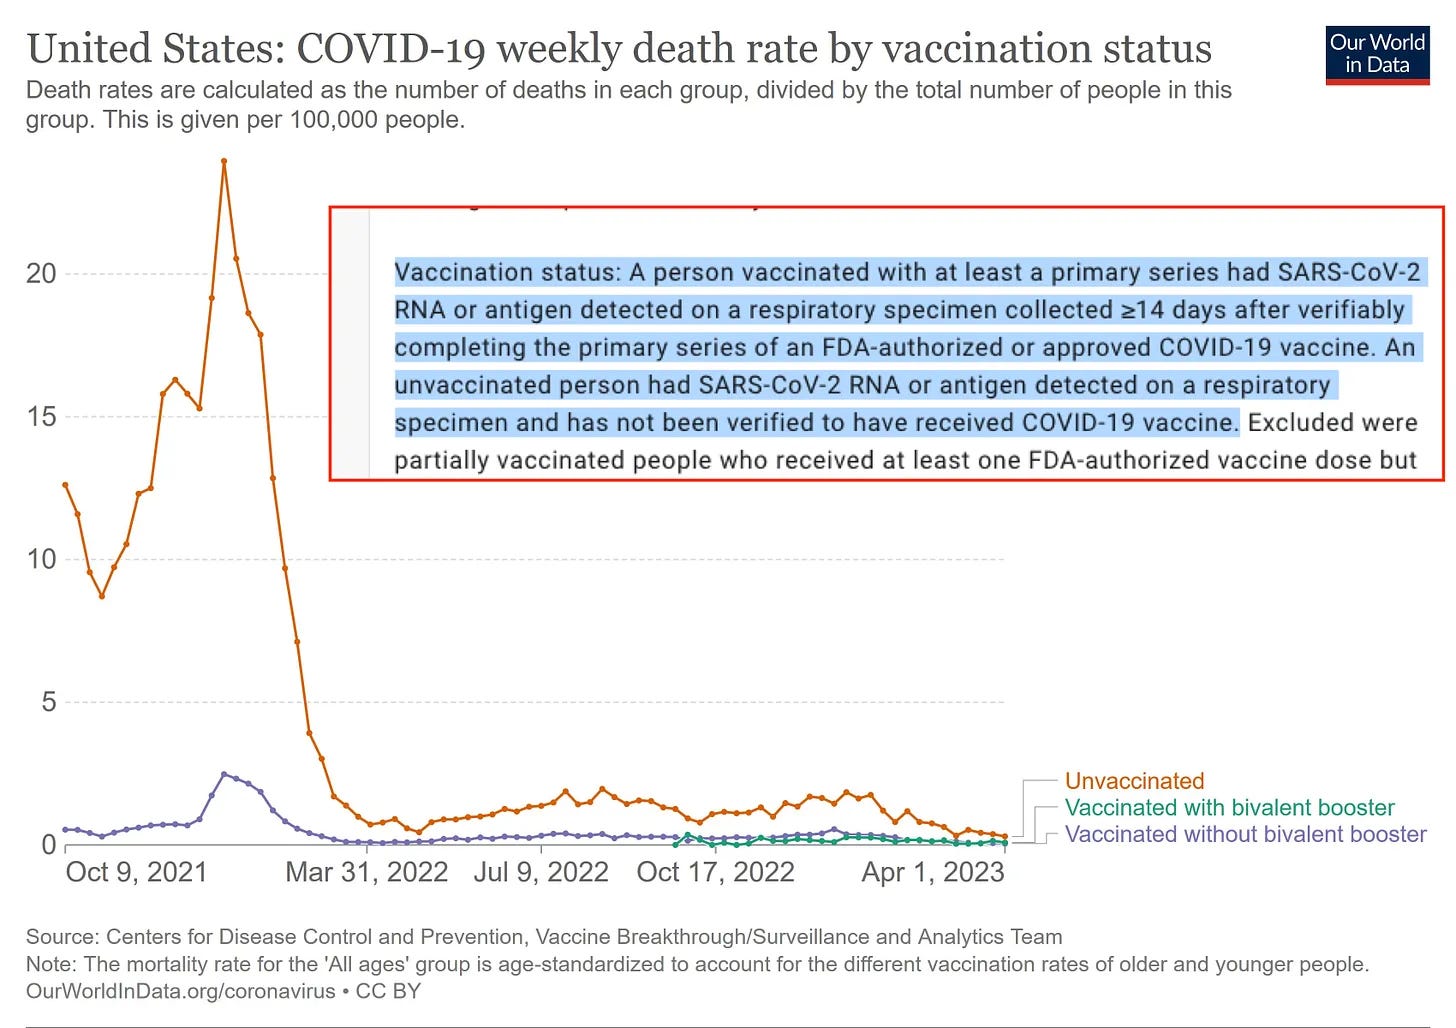 United States: COVID-19 weekly death rate by vaccination status
Our World
in Data
Death rates are calculated as the number of deaths in each group, divided by the total number of people in this
group. This is given per 100,000 people.
Vaccination status: A person vaccinated with at least a primary series had SARS-CoV-2
RNA or antigen detected on a respiratory specimen collected ≥14 days after verifiably
completing the primary series of an FDA-authorized or approved COVID-19 vaccine. An
unvaccinated person had SARS-CoV-2 RNA or antigen detected on a respiratory
specimen and has not been verified to have received COVID-19 vaccine. Excluded were
partially vaccinated people who received at least one FDA-authorized vaccine dose but
20
15
10
5
0
Unvaccinated
Vaccinated with bivalent booster
Vaccinated without bivalent booster
Oct 9, 2021
Mar 31, 2022
Jul 9, 2022
Oct 17, 2022
Apr 1, 2023
Source: Centers for Disease Control and Prevention, Vaccine Breakthrough/Surveillance and Analytics Team
Note: The mortality rate for the 'All ages' group is age-standardized to account for the different vaccination rates of older and younger people.
OurWorldInData.org/coronavirus • CC BY